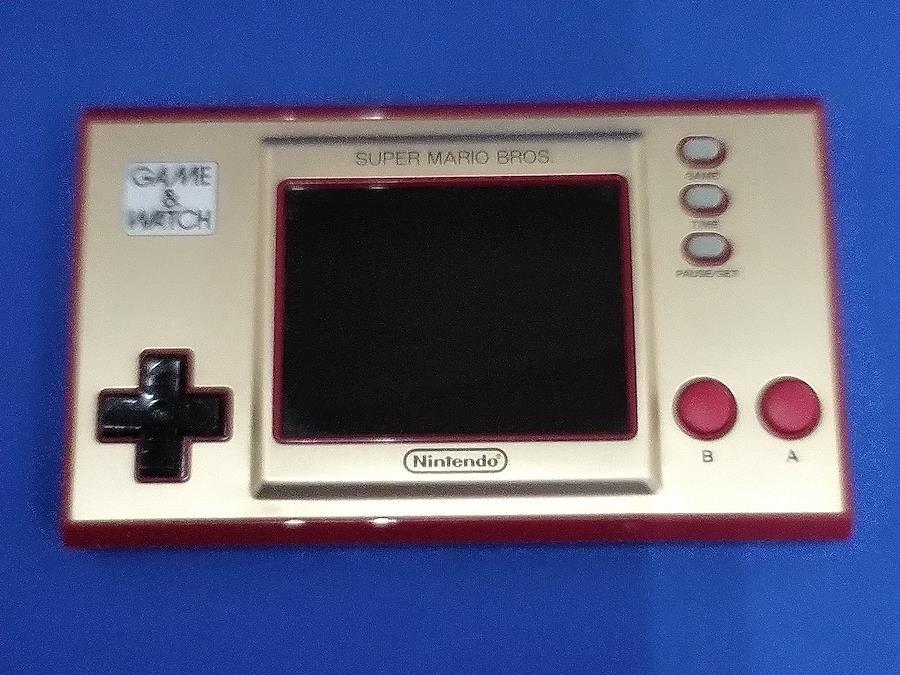 SUPER MARIO BROS.
GAME
&
WATCH
GAME
TIME
PAUSE/SET
Nintendo®
B
A